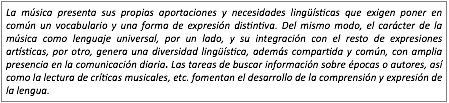 La música presenta sus propias aportaciones y necesidades lingüísticas que exigen poner en
común un vocabulario y una forma de expresión distintiva. Del mismo modo, el carácter de la
música como lenguaje universal, por un lado, y su integración con el resto de expresiones
artísticas, por otro, genera una diversidad lingüística, además compartida y común, con amplia
presencia en la comunicación diaria. Las tareas de buscar información sobre épocas o autores, así
como la lectura de críticas musicales, etc. fomentan el desarrollo de la comprensión y expresión de
la lengua.